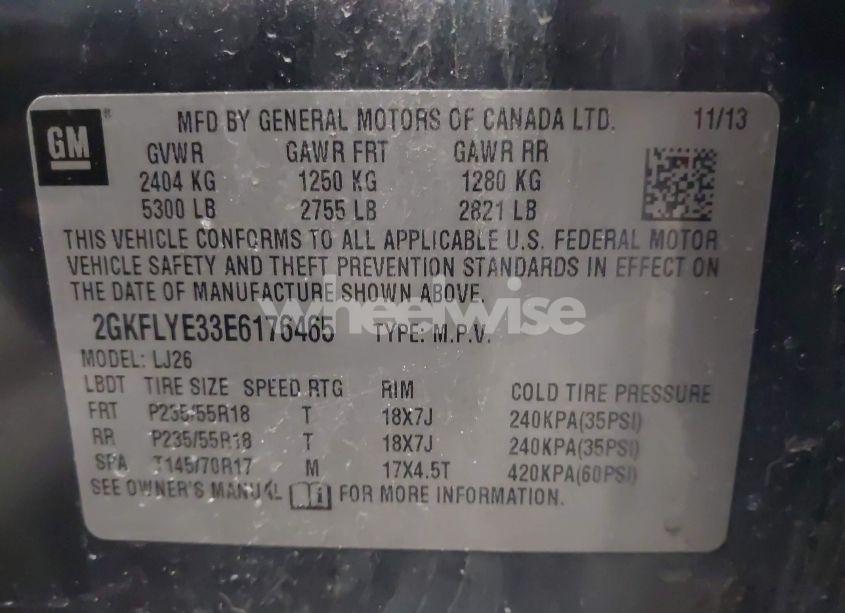 GM
MFD BY GENERAL MOTORS OF CANADA LTD. 11/13
GVWR GAWR FRT GAWR RR
2404 KG 1250 KG 1280 KG
5300 LB 2755 LB 2821 LB
THIS VEHICLE CONFORMS TO ALL APPLICABLE U.S. FEDERAL MOTOR
VEHICLE SAFETY AND THEFT PREVENTION STANDARDS IN EFFECT ON
THE DATE OF MANUFACTURE SHOWN ABOVE.
wheelwise
2GKFLYE33E6176465 TYPE: M.P.V.
MODEL: LJ26
LBDT TIRE SIZE SPEED RTG RIM COLD TIRE PRESSURE
FRT P235/55R18 T 18X7J 240KPA(35PSI)
RR P235/55R18 T 18X7J 240KPA(35PSI)
SPA T145/70R17 M 17X4.5T 420KPA(60PSI)
SEE OWNER'S MANUAL FOR MORE INFORMATION.